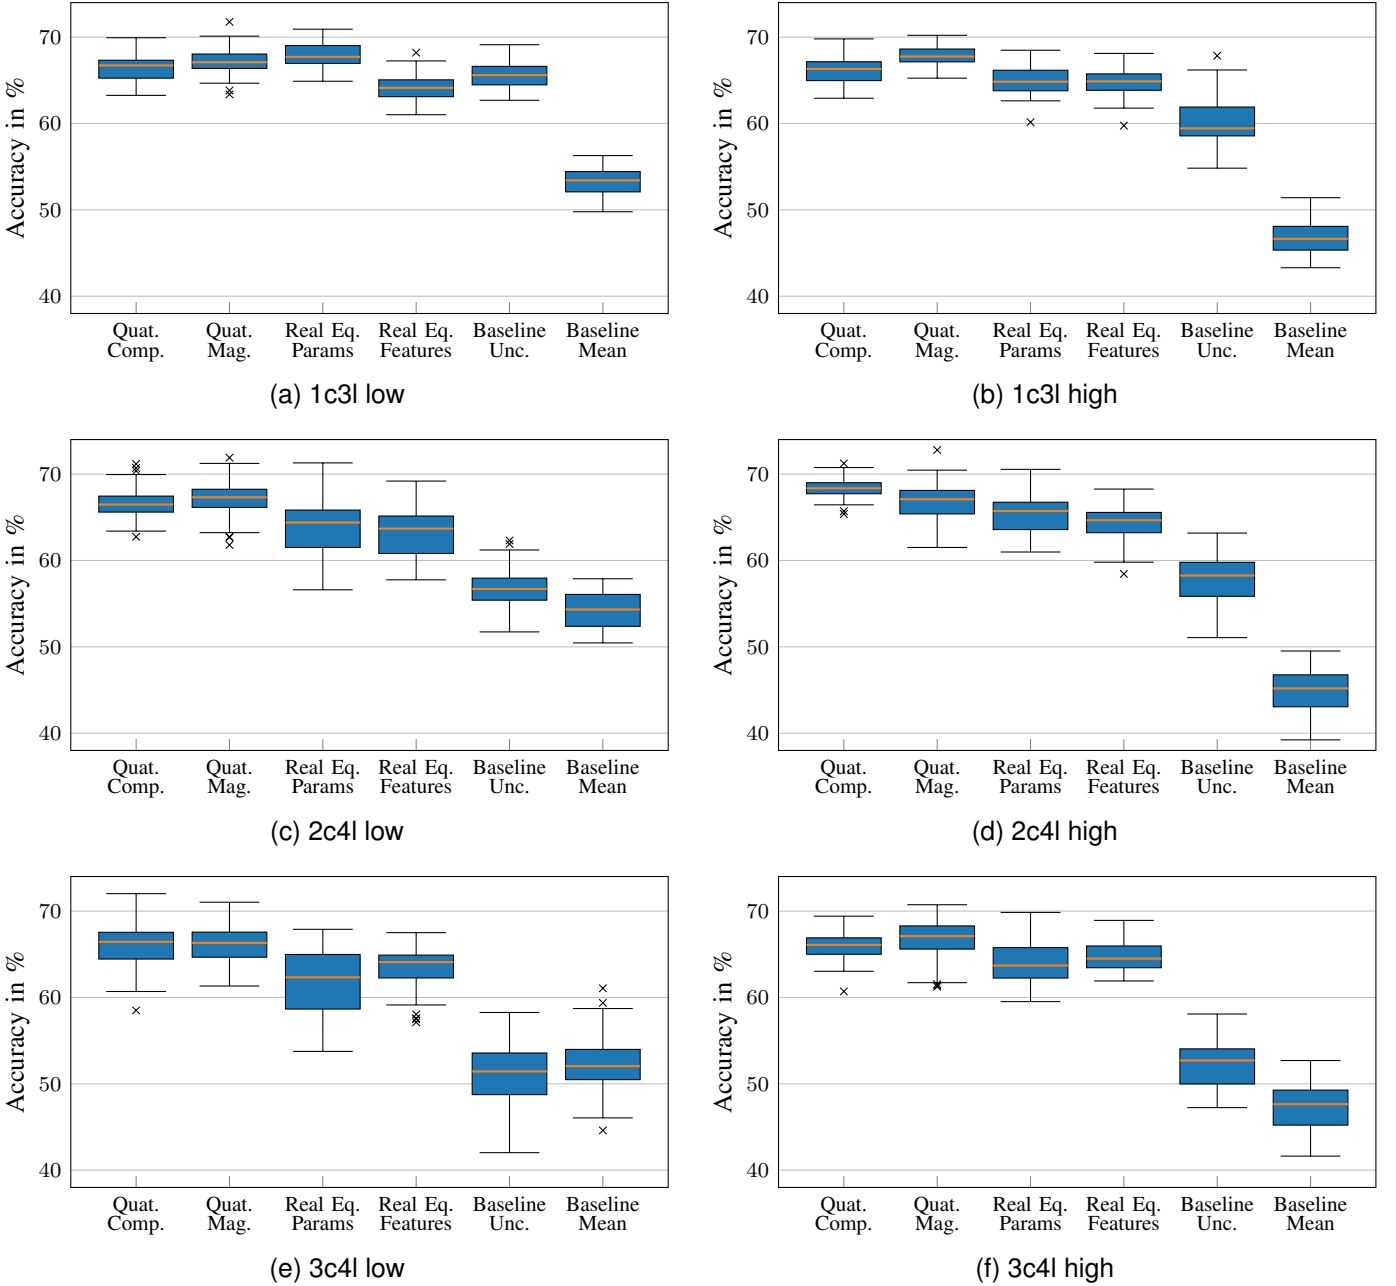 Accuracy in %
70
60
50
40
Quat. Comp.
Quat. Mag.
Real Eq. Params
Real Eq. Features
Baseline Unc.
Baseline Mean
(a) 1c3l low
Accuracy in %
70
60
50
40
Quat. Comp.
Quat. Mag.
Real Eq. Params
Real Eq. Features
Baseline Unc.
Baseline Mean
(b) 1c3l high
Accuracy in %
70
60
50
40
Quat. Comp.
Quat. Mag.
Real Eq. Params
Real Eq. Features
Baseline Unc.
Baseline Mean
(c) 2c4l low
Accuracy in %
70
60
50
40
Quat. Comp.
Quat. Mag.
Real Eq. Params
Real Eq. Features
Baseline Unc.
Baseline Mean
(d) 2c4l high
Accuracy in %
70
60
50
40
Quat. Comp.
Quat. Mag.
Real Eq. Params
Real Eq. Features
Baseline Unc.
Baseline Mean
(e) 3c4l low
Accuracy in %
70
60
50
40
Quat. Comp.
Quat. Mag.
Real Eq. Params
Real Eq. Features
Baseline Unc.
Baseline Mean
(f) 3c4l high